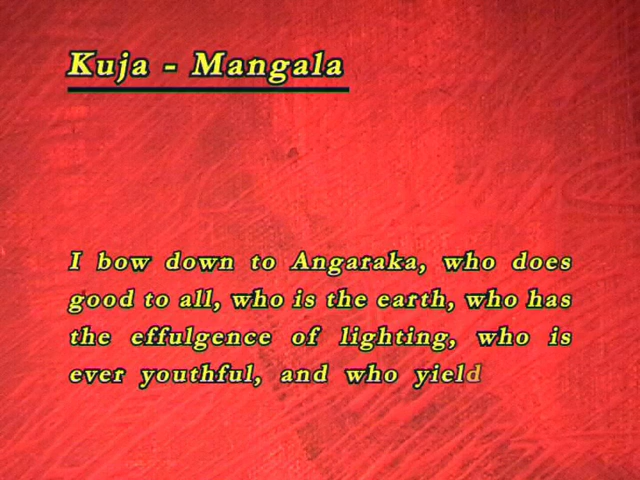 Kuja - Mangala
I bow down to Angaraka, who does
good to all, who is the earth, who has
the effulgence of lighting, who is
ever youthful, and who yield